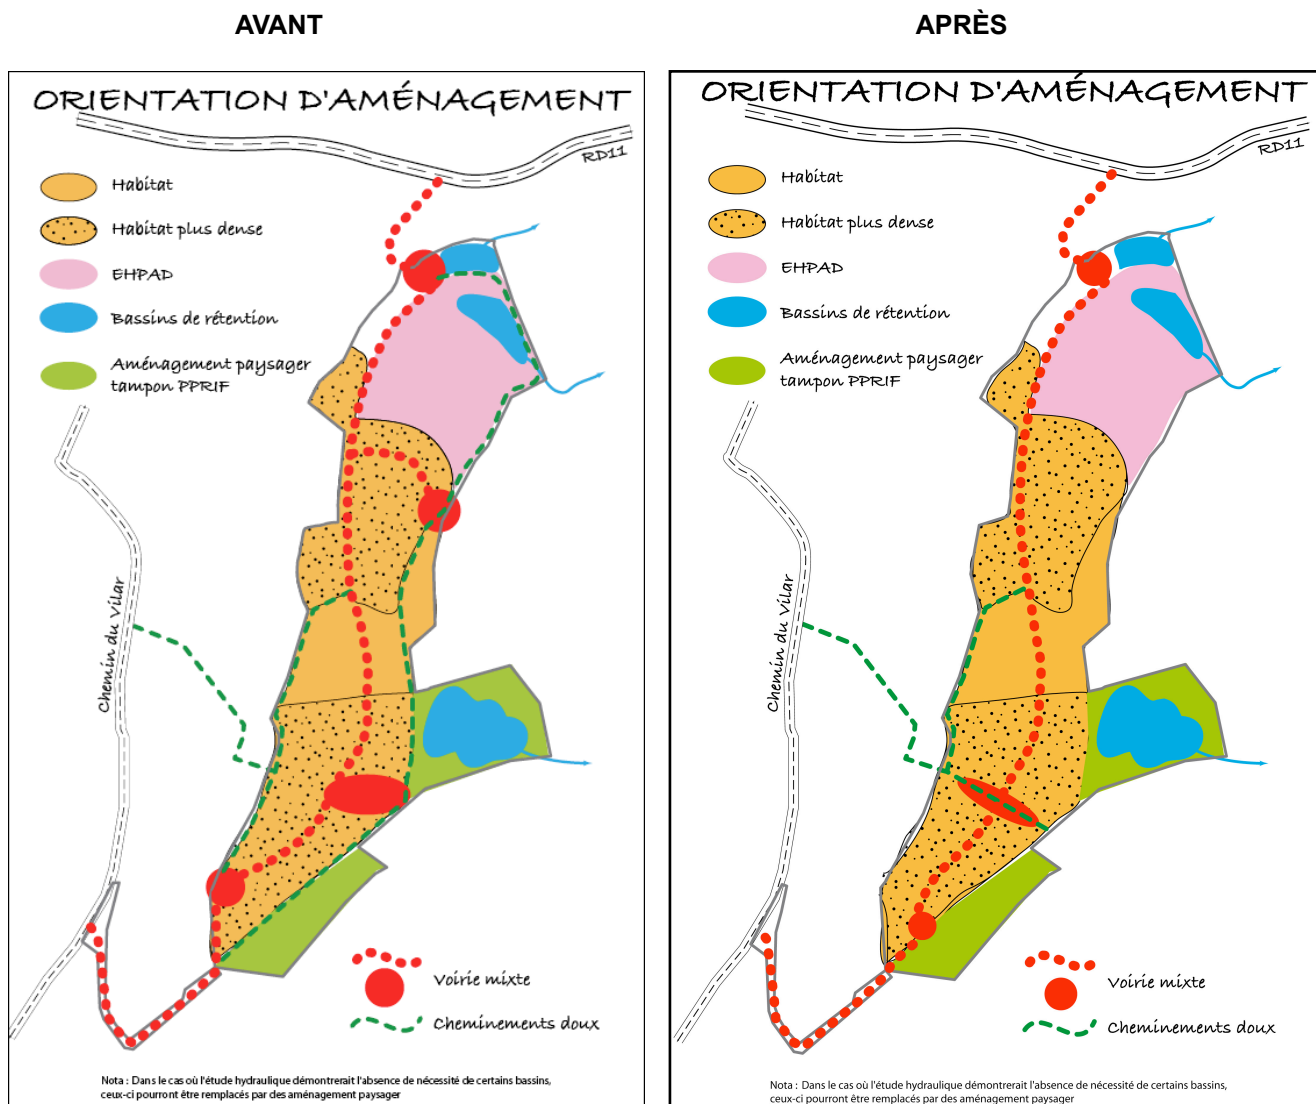 AVANT
ORIENTATION D'AMÉNAGEMENT
RD11
Habitat
Habitat plus dense
EHPAD
Bassins de rétention
Aménagement paysager
tampon PPRIF
Chemin du Vilar
Voirie mixte
Cheminements doux
Nota : Dans le cas où l'étude hydraulique démontrerait l'absence de nécessité de certains bassins,
ceux-ci pourront être remplacés par des aménagement paysager
APRÈS
ORIENTATION D'AMÉNAGEMENT
RD11
Habitat
Habitat plus dense
EHPAD
Bassins de rétention
Aménagement paysager
tampon PPRIF
Chemin du Vilar
Voirie mixte
Cheminements doux
Nota : Dans le cas où l'étude hydraulique démontrerait l'absence de nécessité de certains bassins,
ceux-ci pourront être remplacés par des aménagement paysager